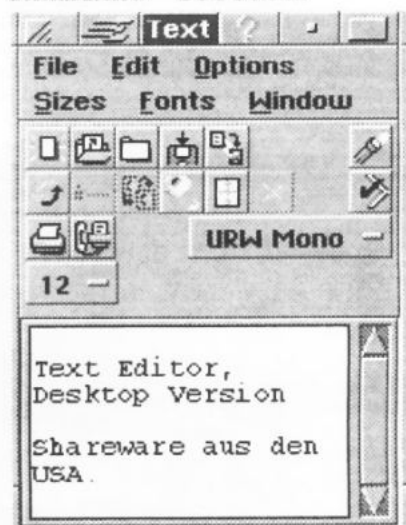 Text
File Edit Options
Sizes Fonts Window
URW Mono
12
Text Editor,
Desktop Version
Shareware aus den
USA.